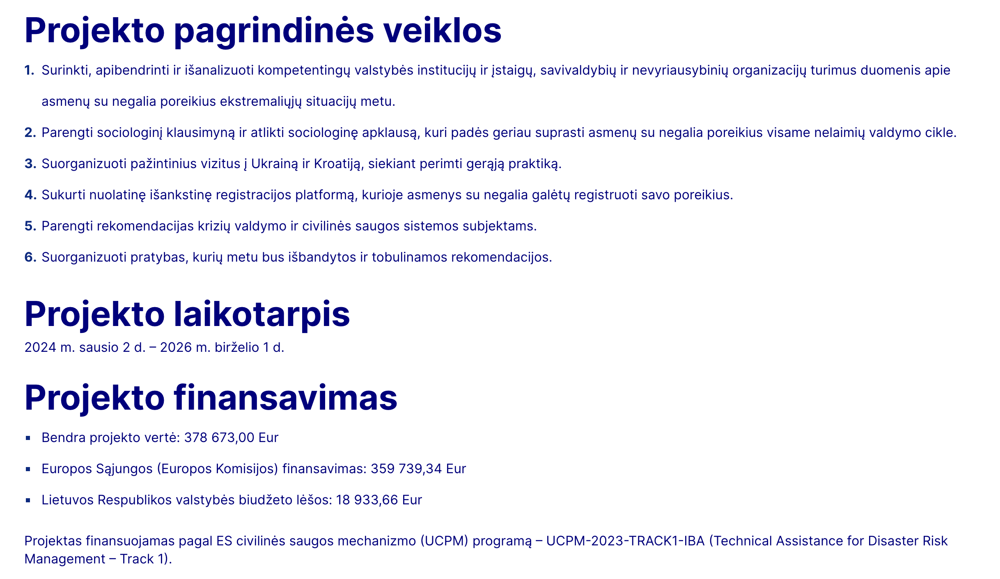 Projekto pagrindinės veiklos
1. Surinkti, apibendrinti ir išanalizuoti kompetentingų valstybės institucijų ir įstaigų, savivaldybių ir nevyriausybinių organizacijų turimus duomenis apie
asmenų su negalia poreikius ekstremaliųjų situacijų metu.
2. Parengti sociologinį klausimyną ir atlikti sociologinę apklausą, kuri padės geriau suprasti asmenų su negalia poreikius visame nelaimių valdymo cikle.
3. Suorganizuoti pažintinius vizitus į Ukrainą ir Kroatiją, siekiant perimti gerąją praktiką.
4. Sukurti nuolatinę išankstinę registracijos platformą, kurioje asmenys su negalia galėtų registruoti savo poreikius.
5. Parengti rekomendacijas krizių valdymo ir civilinės saugos sistemos subjektams.
6. Suorganizuoti pratybas, kurių metu bus išbandytos ir tobulinamos rekomendacijos.
Projekto laikotarpis
2024 m. sausio 2 d. – 2026 m. birželio 1 d.
Projekto finansavimas
▪ Bendra projekto vertė: 378 673,00 Eur
▪ Europos Sąjungos (Europos Komisijos) finansavimas: 359 739,34 Eur
▪ Lietuvos Respublikos valstybės biudžeto lėšos: 18 933,66 Eur
Projektas finansuojamas pagal ES civilinės saugos mechanizmo (UCPM) programą – UCPM-2023-TRACK1-IBA (Technical Assistance for Disaster Risk
Management – Track 1).